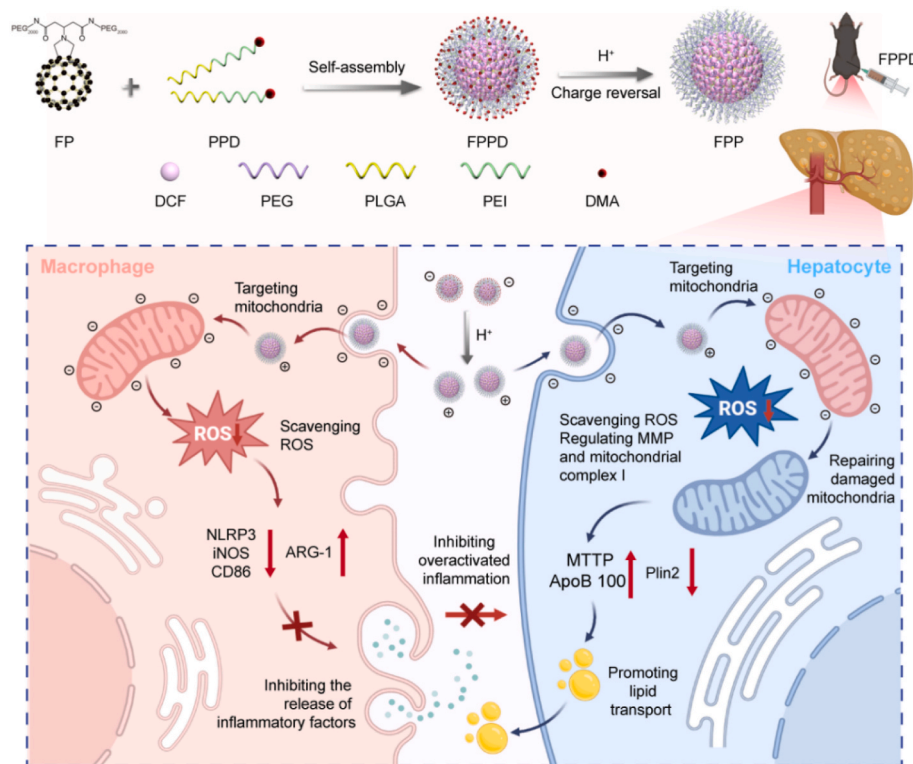 PEG2000
N
O
O
N
PEG2000
N
FP
+
PPD
Self-assembly
FPPD
H+
Charge reversal
FPP
FPPD
DCF
PEG
PLGA
PEI
DMA
Macrophage
Targeting
mitochondria
ROS
Scavenging
ROS
NLRP3
iNOS
CD86
ARG-1
Inhibiting the
release of
inflammatory factors
H+
Inhibiting
overactivated
inflammation
Hepatocyte
Targeting
mitochondria
ROS
Scavenging ROS
Regulating MMP
and mitochondrial
complex I
Repairing
damaged
mitochondria
MTTP
ApoB 100
Plin2
Promoting
lipid
transport